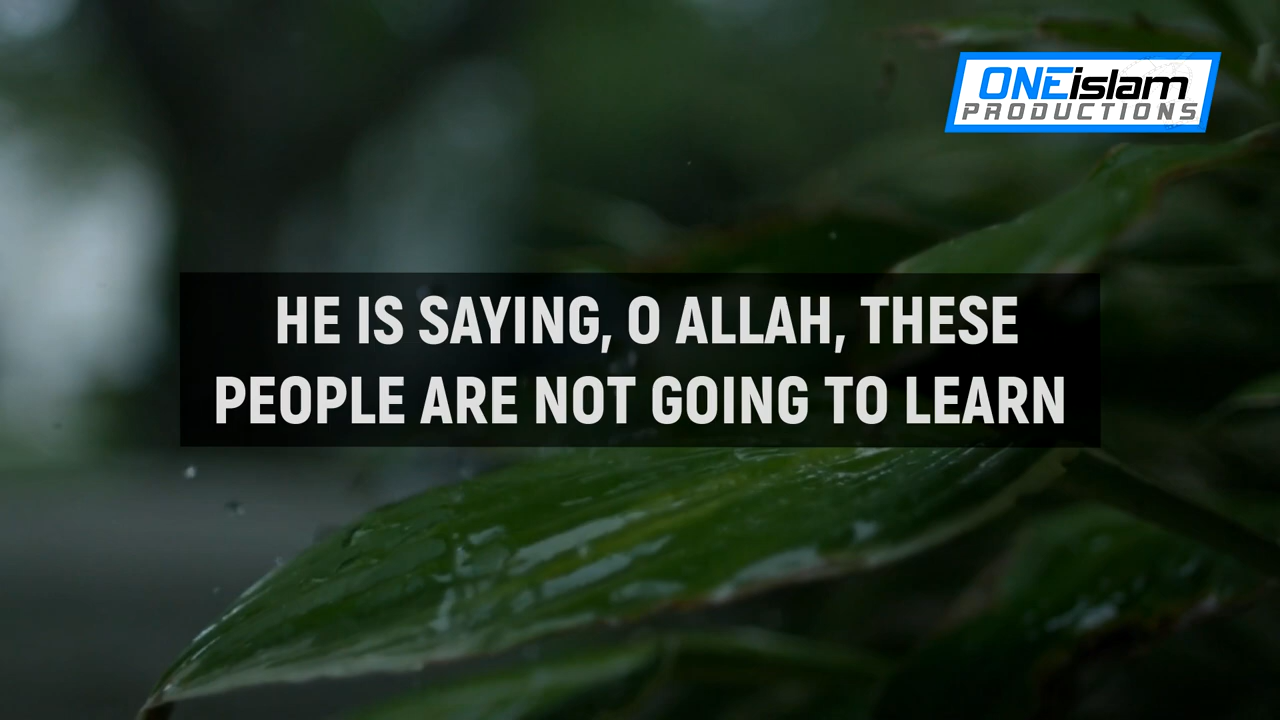 ONEislam
PRODUCTIONS
HE IS SAYING, O ALLAH, THESE
PEOPLE ARE NOT GOING TO LEARN